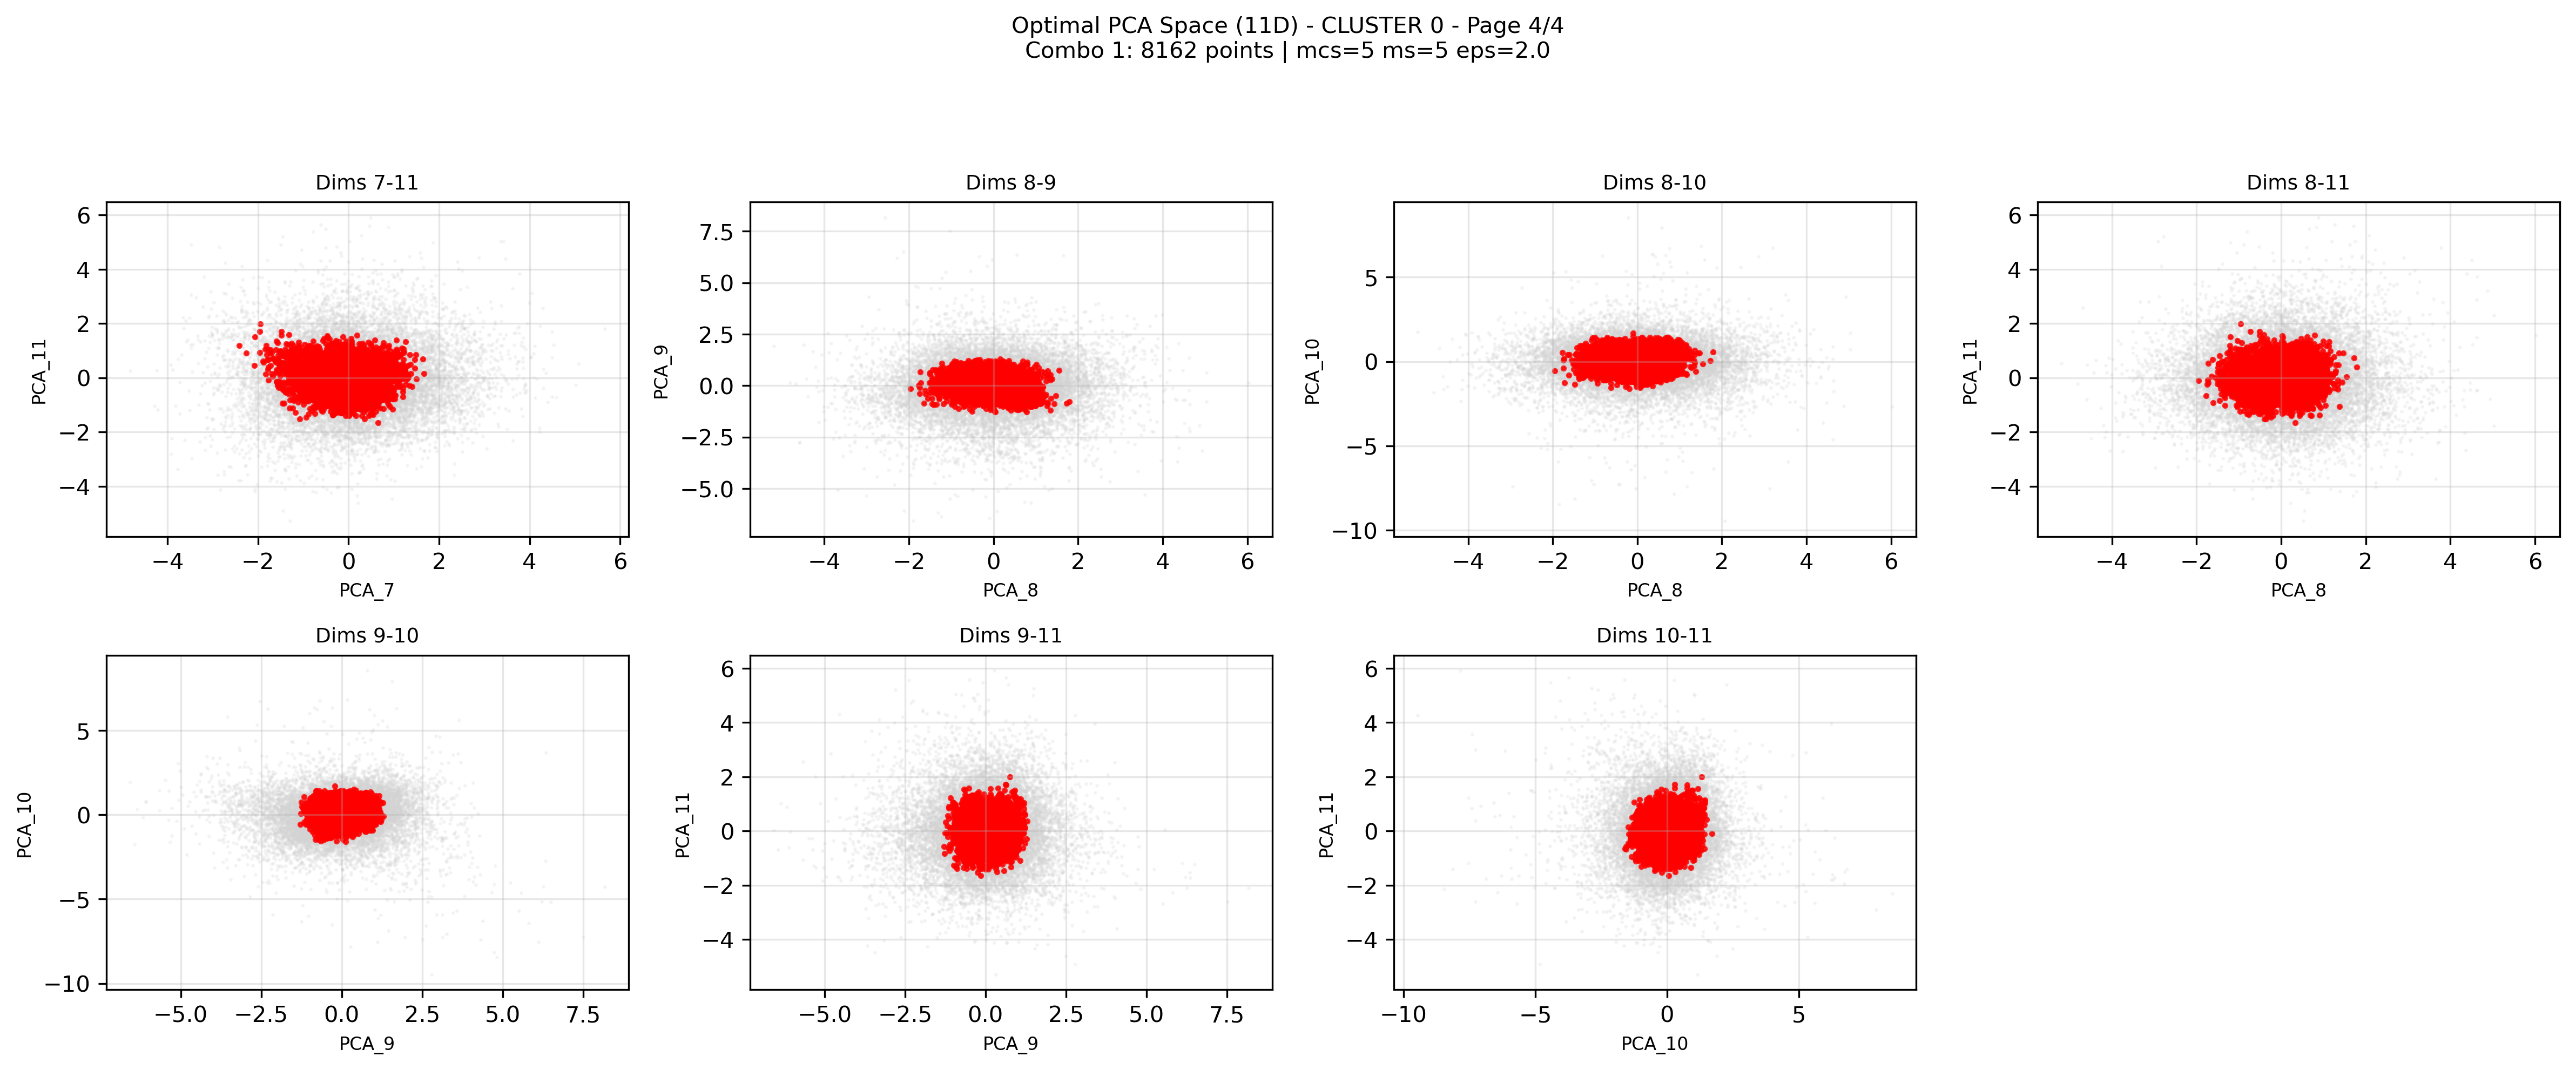 Optimal PCA Space (11D) - CLUSTER 0 - Page 4/4
Combo 1: 8162 points | mcs=5 ms=5 eps=2.0
Dims 7-11
6
4
2
0
−2
−4
PCA_11
−4 −2 0 2 4 6
PCA_7
Dims 8-9
7.5
5.0
2.5
0.0
−2.5
−5.0
PCA_9
−4 −2 0 2 4 6
PCA_8
Dims 8-10
5
0
−5
−10
PCA_10
−4 −2 0 2 4 6
PCA_8
Dims 8-11
6
4
2
0
−2
−4
PCA_11
−4 −2 0 2 4 6
PCA_8
Dims 9-10
5
0
−5
−10
PCA_10
−5.0 −2.5 0.0 2.5 5.0 7.5
PCA_9
Dims 9-11
6
4
2
0
−2
−4
PCA_11
−5.0 −2.5 0.0 2.5 5.0 7.5
PCA_9
Dims 10-11
6
4
2
0
−2
−4
PCA_11
−10 −5 0 5
PCA_10